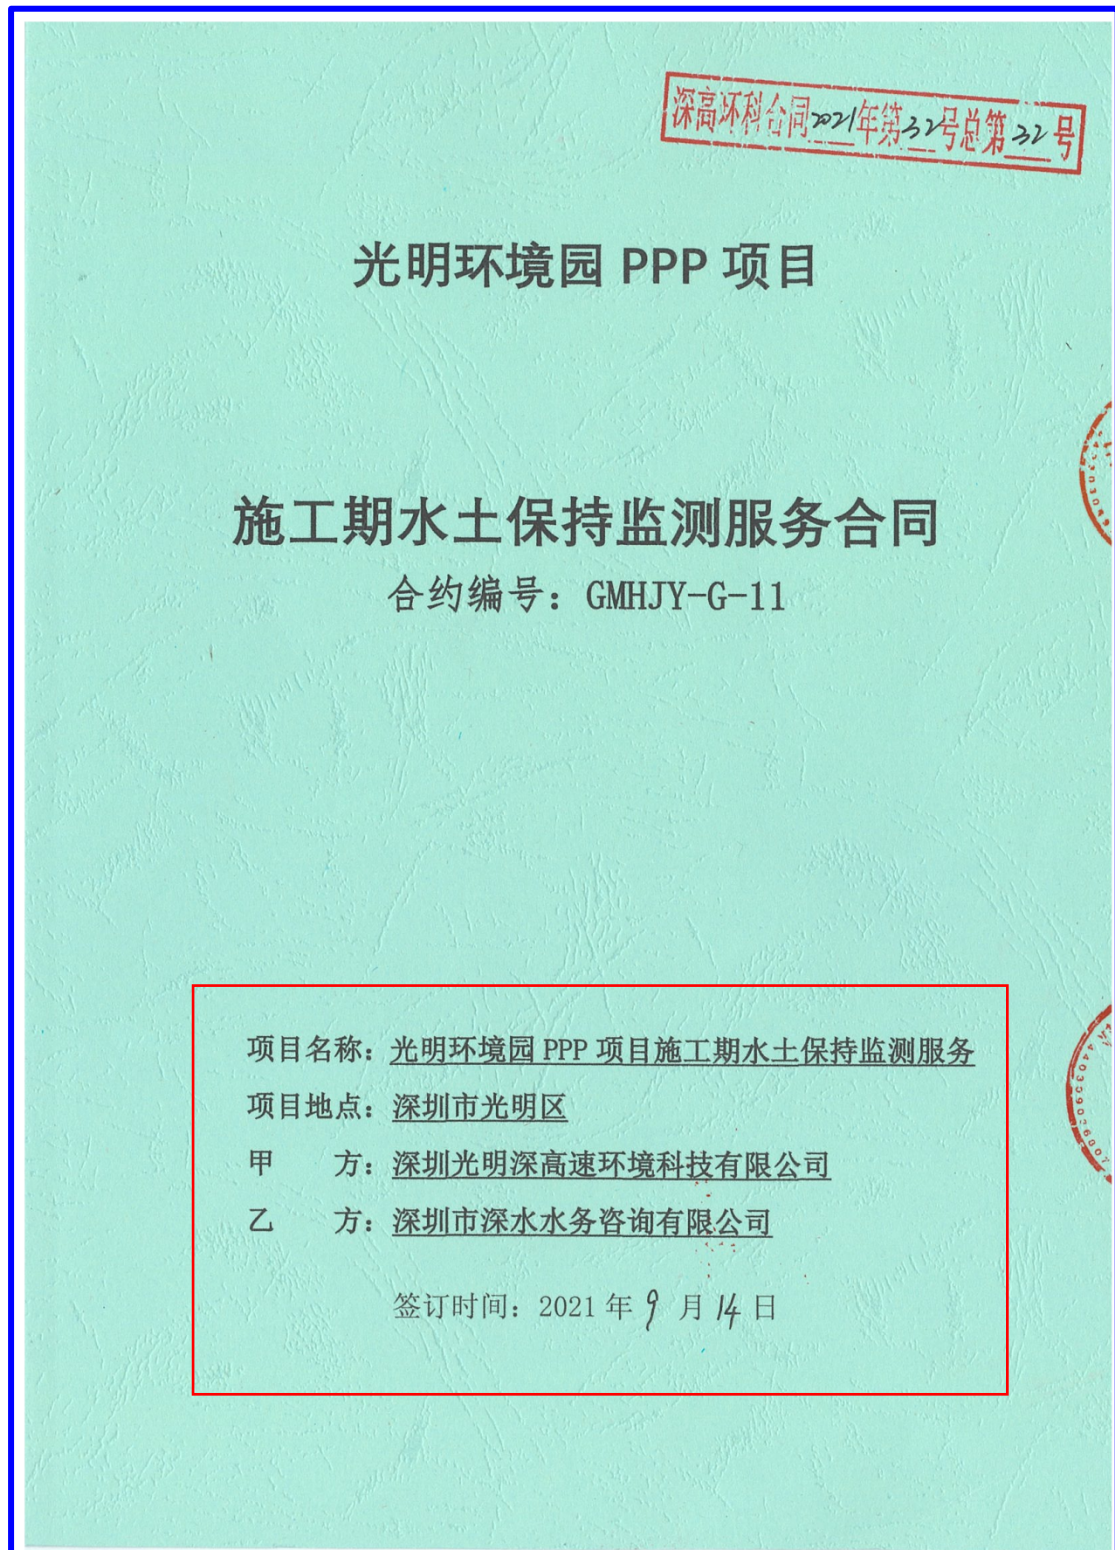 深高环科合同2021年第32号总第32号
光明环境园 PPP 项目
施工期水土保持监测服务合同
合约编号：GMHJY-G-11
项目名称：光明环境园 PPP 项目施工期水土保持监测服务
项目地点：深圳市光明区
甲　　方：深圳光明深高速环境科技有限公司
乙　　方：深圳市深水水务咨询有限公司
签订时间：2021 年 9 月 14 日